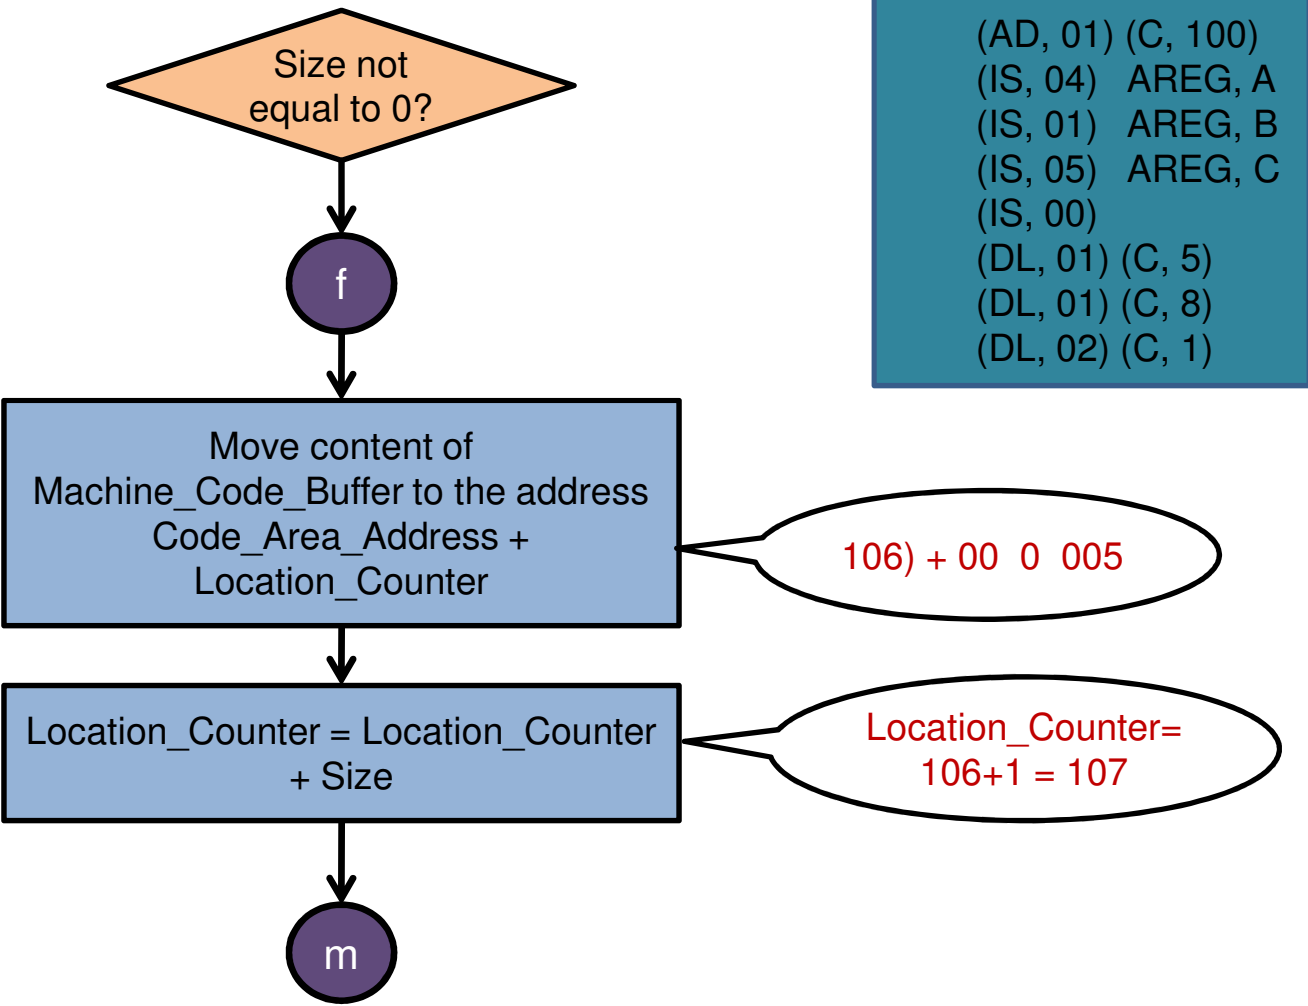 Size not
equal to 0?
f
Move content of
Machine_Code_Buffer to the address
Code_Area_Address +
Location_Counter
106) + 00 0 005
Location_Counter = Location_Counter
+ Size
Location_Counter=
106+1 = 107
m
(AD, 01) (C, 100)
(IS, 04) AREG, A
(IS, 01) AREG, B
(IS, 05) AREG, C
(IS, 00)
(DL, 01) (C, 5)
(DL, 01) (C, 8)
(DL, 02) (C, 1)